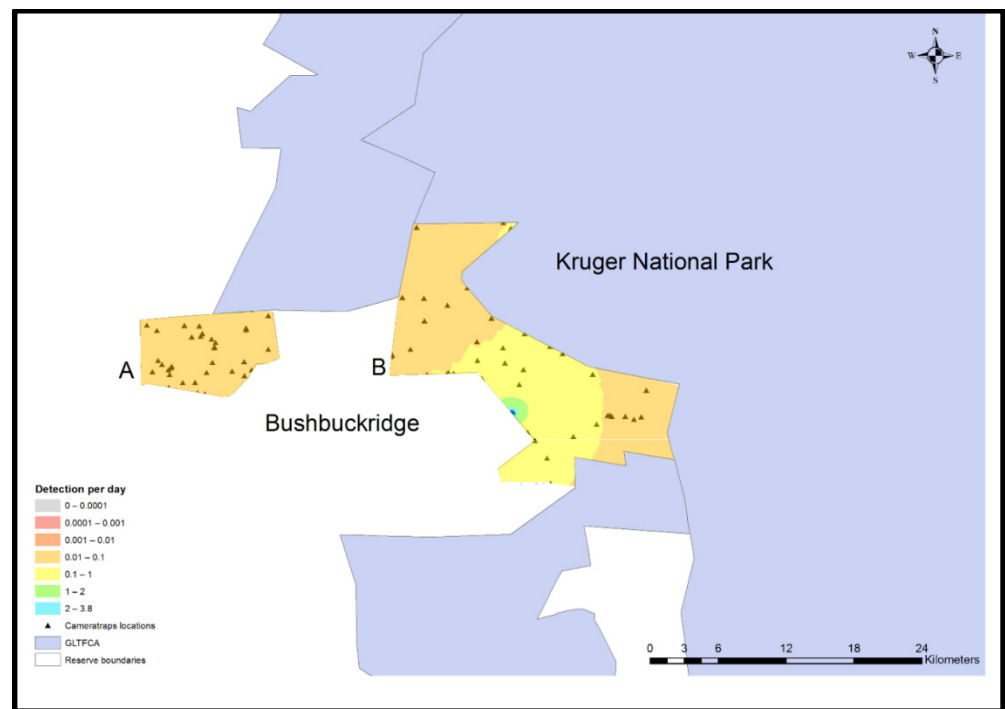 N
W E
S
Kruger National Park
A
B
Bushbuckridge
Detection per day
0 – 0.0001
0.0001 – 0.001
0.001 – 0.01
0.01 – 0.1
0.1 – 1
1 – 2
2 – 3.8
Cameratraps locations
GLTFCA
Reserve boundaries
0 3 6 12 18 24
Kilometers